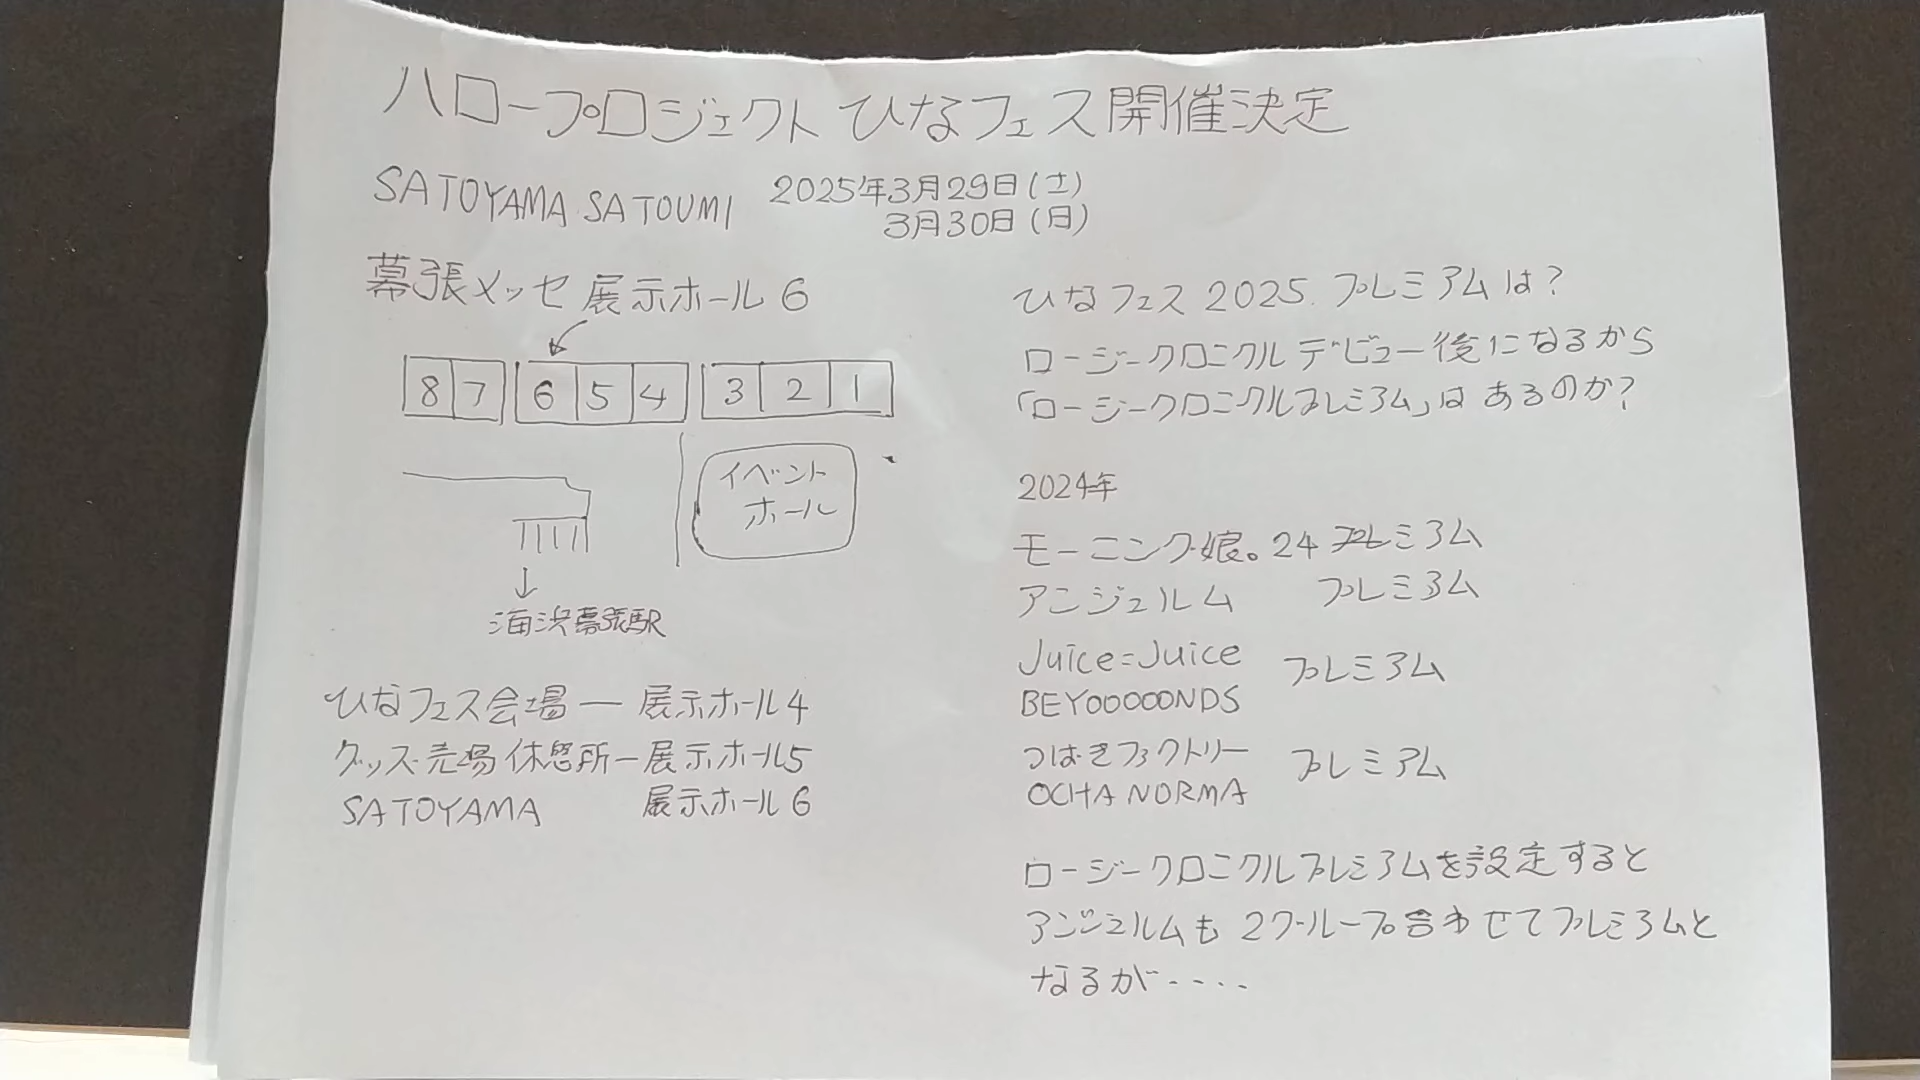 ハロープロジェクト ひなフェス開催決定
SATOYAMA SATOUMI 2025年3月29日(土)
3月30日(日)
幕張メッセ 展示ホール 6
8 7 6 5 4 3 2 1
イベント
ホール
海浜幕張駅
ひなフェス会場 ー 展示ホール4
グッズ売場 休憩所ー展示ホール5
SATOYAMA 展示ホール6
ひなフェス 2025. プレミアムは?
ロージークロニクル デビュー後になるから
「ロージークロニクルプレミアム」は あるのか?
2024年
モーニング娘。24 プレミアム
アンジュルム プレミアム
Juice=Juice プレミアム
BEYOOOOONDS
つばきファクトリー プレミアム
OCHA NORMA
ロージークロニクルプレミアムを設定すると
アンジュルムも 2グループ合わせてプレミアムと
なるが・・・・